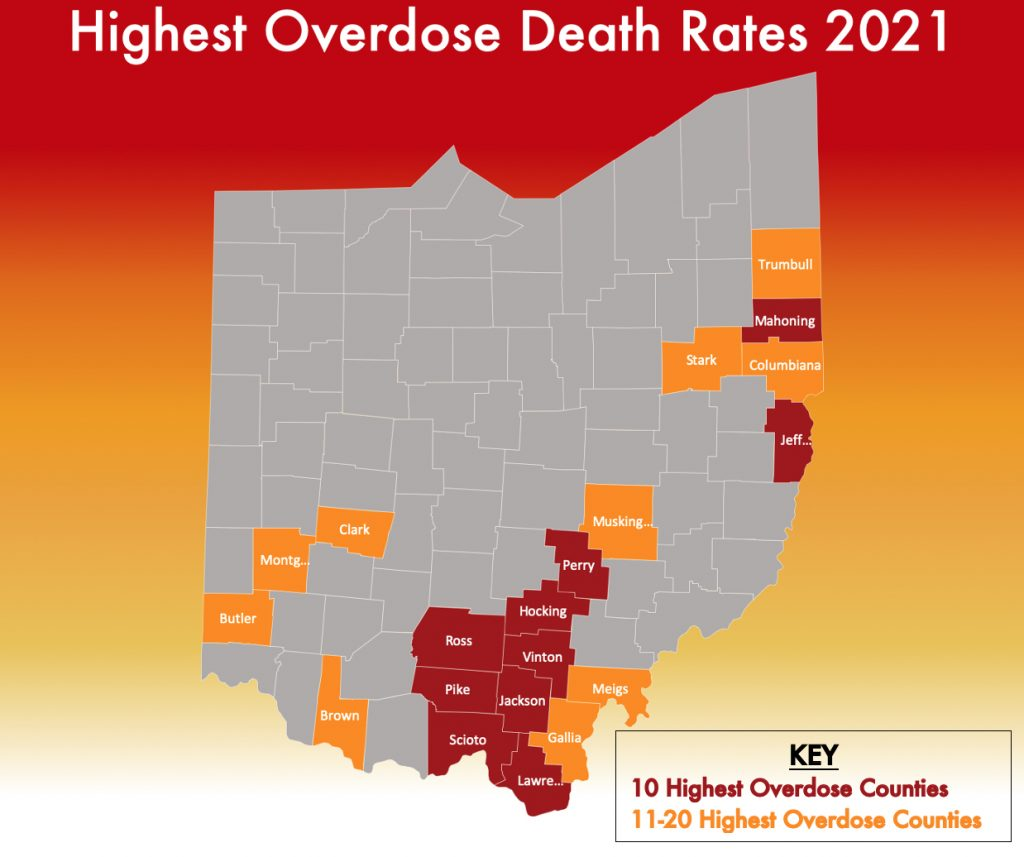 Highest Overdose Death Rates 2021
Trumbull
Mahoning
Stark
Columbiana
Jeff...
Musking...
Clark
Montg...
Perry
Butler
Hocking
Ross
Vinton
Pike
Jackson
Meigs
Brown
Scioto
Gallia
Lawre...
KEY
10 Highest Overdose Counties
11-20 Highest Overdose Counties